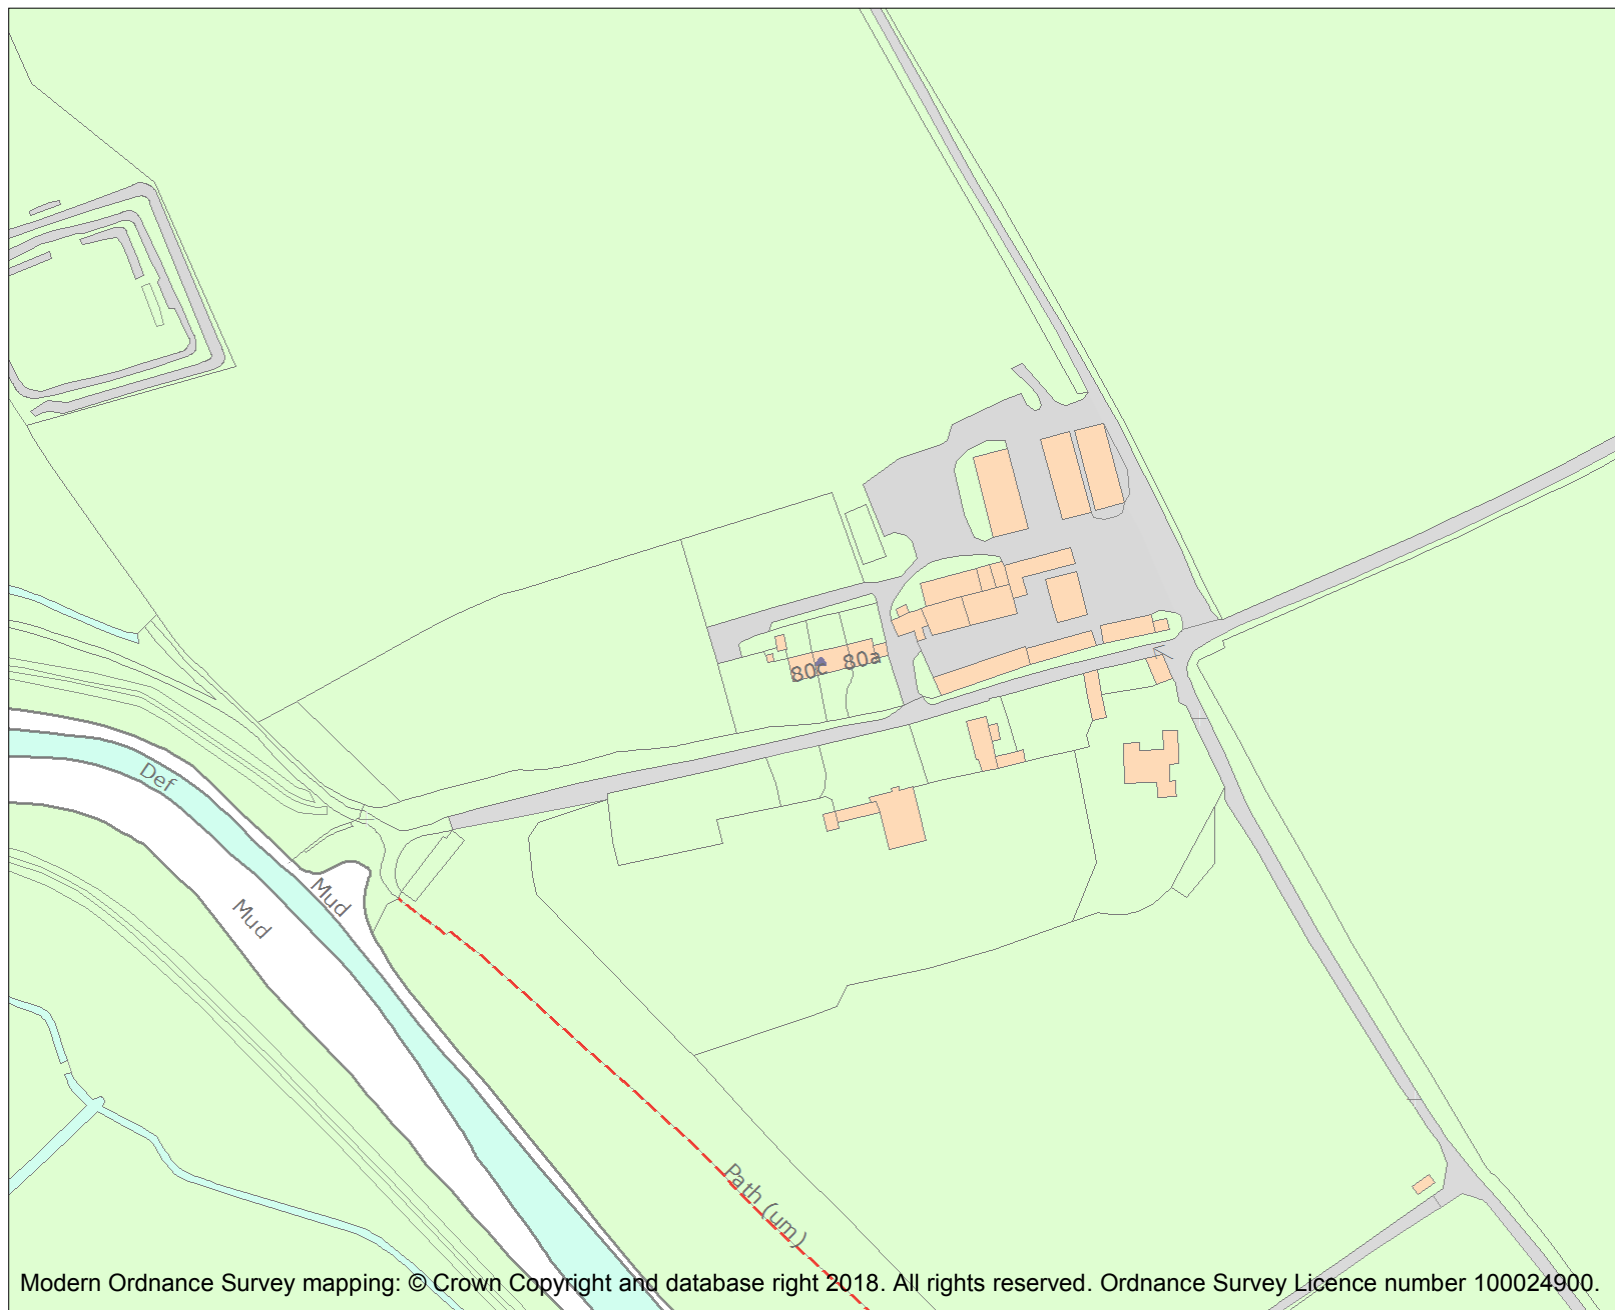 80c 80a
Def
Mud
Mud
Path (um)
Modern Ordnance Survey mapping: © Crown Copyright and database right 2018. All rights reserved. Ordnance Survey Licence number 100024900.